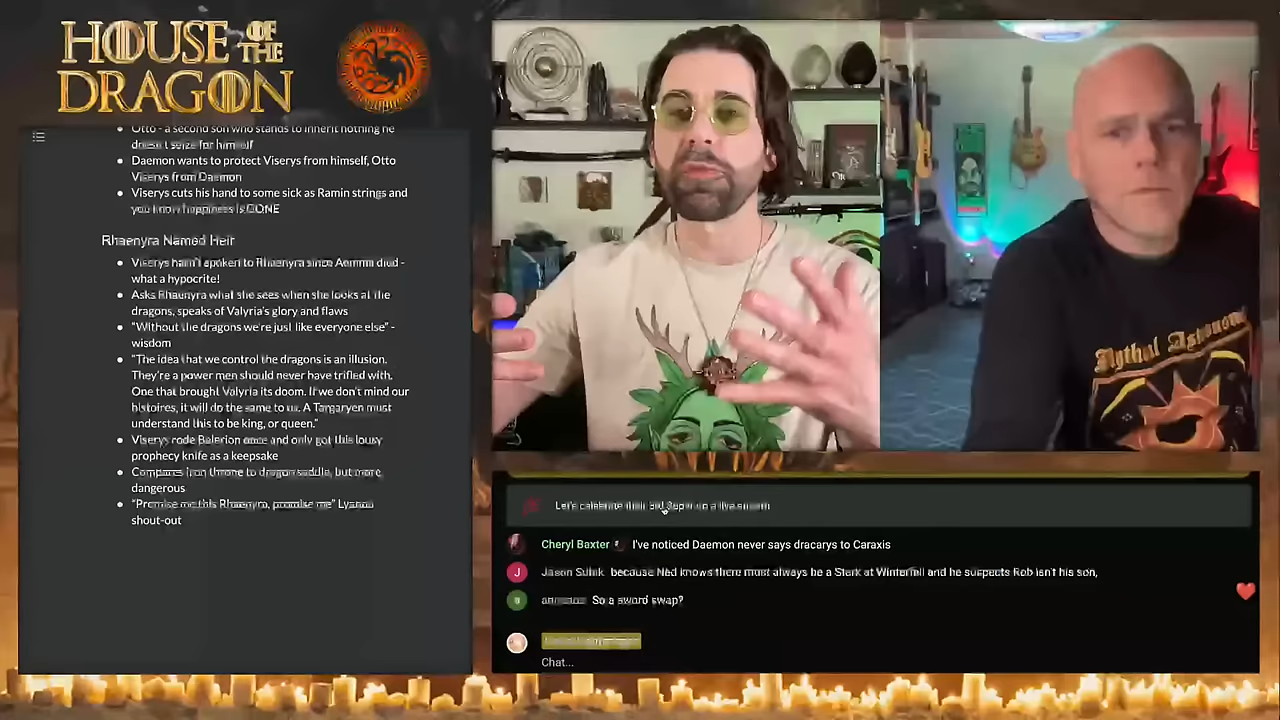 HOUSE OF THE
DRAGON
Otto - a second son who stands to inherit nothing he
doesn't seize for himself
Daemon wants to protect Viserys from himself, Otto
Viserys from Daemon
Viserys cuts his hand to some sick as Ramin strings and
you know happiness is DONE
Rhaenyra Named Heir
Viserys hasn't spoken to Rhaenyra since Aemma died -
what a hypocrite!
Asks Rhaenyra what she sees when she looks at the
dragons, speaks of Valyria's glory and flaws
"Without the dragons we're just like everyone else" -
wisdom
"The idea that we control the dragons is an illusion.
They're a power men should never have trifled with.
One that brought Valyria its doom. If we don't mind our
histoires, it will do the same to us. A Targaryen must
understand this to be king, or queen."
Viserys rode Balerion once and only got this lousy
prophecy knife as a keepsake
Compares iron throne to dragon saddle, but more
dangerous
"Promise me this Rhaenyra, promise me" Lyanna
shout-out
Mythal Astronomy
Let's celebrate on a live stream
Cheryl Baxter I've noticed Daemon never says dracarys to Caraxis
J Jason because Ned knows there most always be a Stark at Winterfell and he suspects Rob isn't his son,
So a sword swap?
Chat...